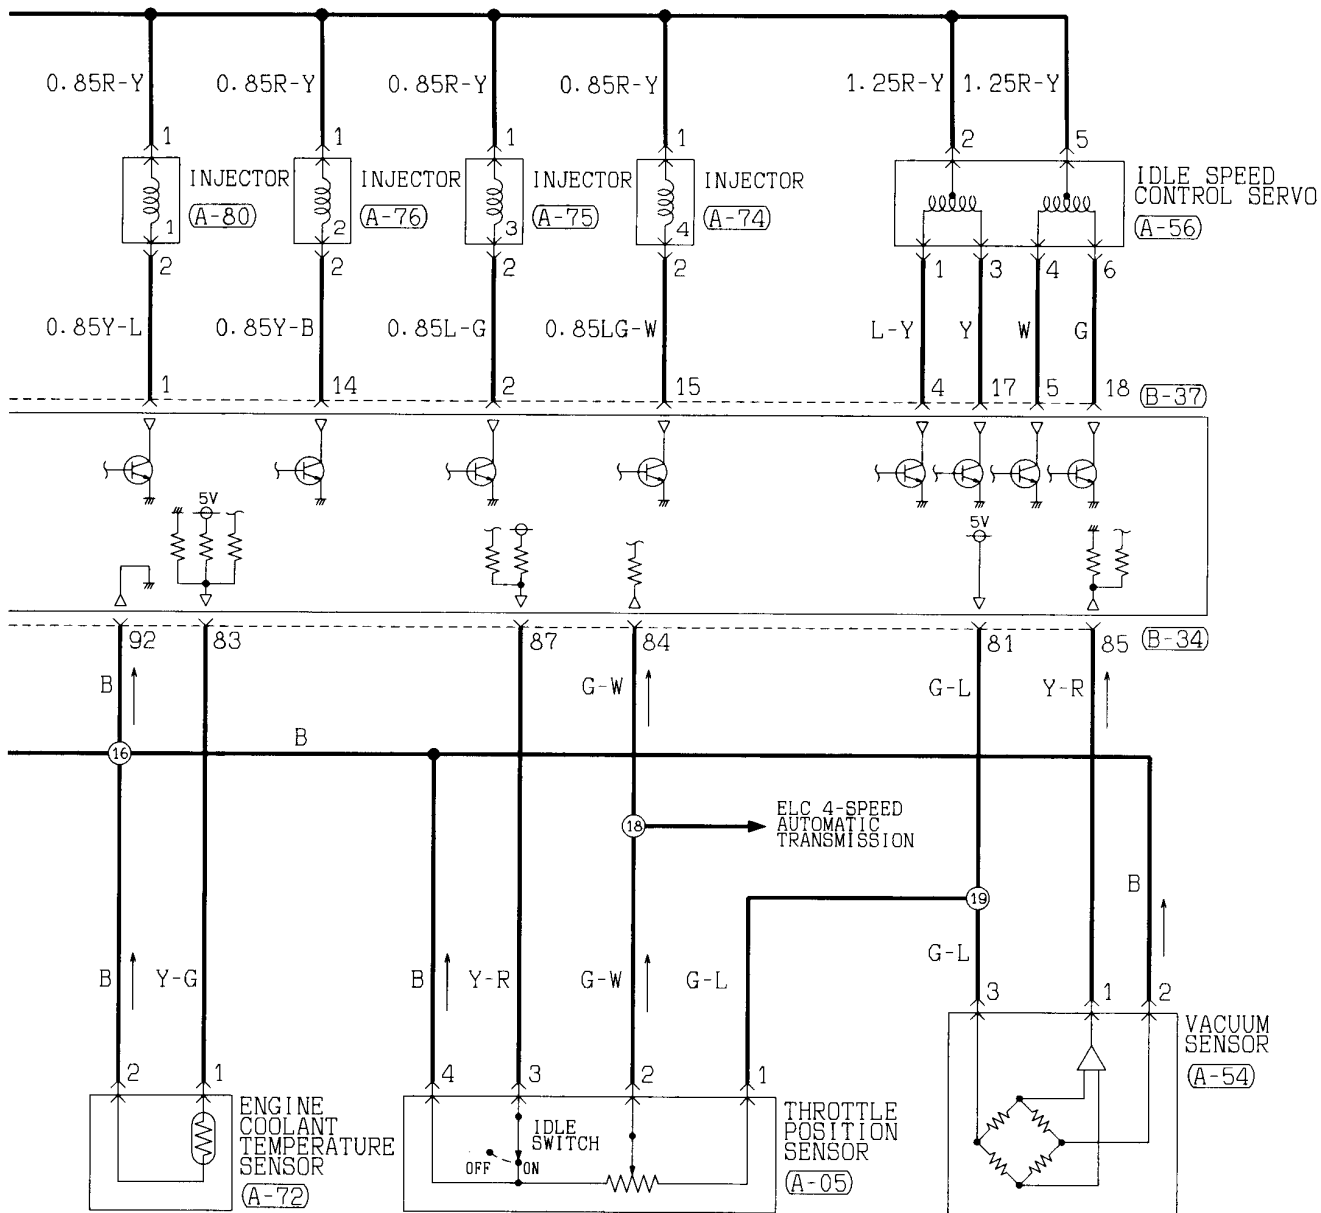 0.85R-Y 0.85R-Y 0.85R-Y 0.85R-Y 1.25R-Y 1.25R-Y
1 1 1 1 2 5
INJECTOR INJECTOR INJECTOR INJECTOR IDLE SPEED
CONTROL SERVO
A-80 A-76 A-75 A-74 A-56
1 2 3 4
2 2 2 2 1 3 4 6
0.85Y-L 0.85Y-B 0.85L-G 0.85LG-W L-Y Y W G
1 14 2 15 4 17 5 18 B-37
5V 5V
92 83 87 84 81 85 B-34
B G-W G-L Y-R
16 B
18 ELC 4-SPEED
AUTOMATIC
TRANSMISSION
19 B
G-L
B Y-G B Y-R G-W G-L
3 1 2
VACUUM
SENSOR
A-54
2 1 4 3 2 1
ENGINE
COOLANT
TEMPERATURE
SENSOR
A-72
IDLE
SWITCH
OFF ON
THROTTLE
POSITION
SENSOR
A-05